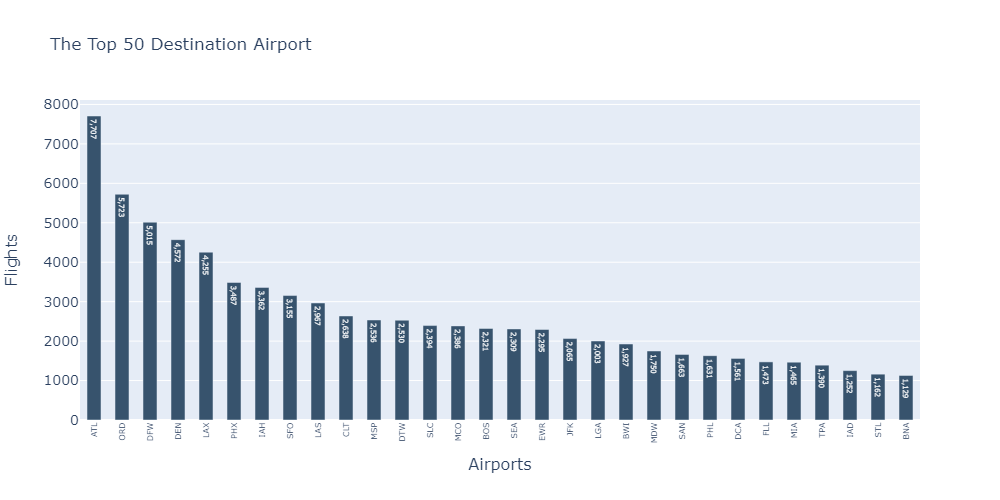 The Top 50 Destination Airport
8000
7000
6000
5000
4000
3000
2000
1000
0
Flights
7,707
5,723
5,015
4,572
4,255
3,487
3,362
3,155
2,967
2,638
2,536
2,530
2,394
2,386
2,321
2,309
2,295
2,065
2,003
1,927
1,750
1,663
1,631
1,561
1,473
1,465
1,390
1,252
1,162
1,129
ATL
ORD
DFW
DEN
LAX
PHX
IAH
SFO
LAS
CLT
MSP
DTW
SLC
MCO
BOS
SEA
EWR
JFK
LGA
BWI
MDW
SAN
PHL
DCA
FLL
MIA
TPA
IAD
STL
BNA
Airports